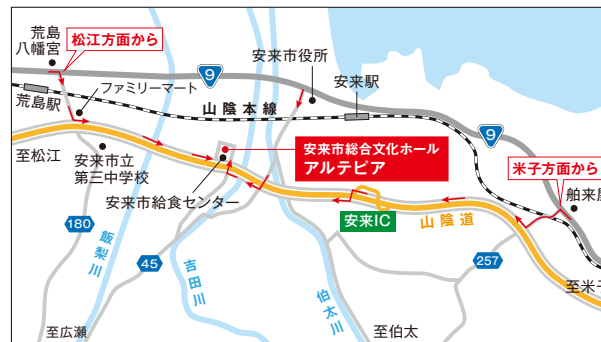 荒島
八幡宮
松江方面から
9
安来市役所
安来駅
荒島駅
ファミリーマート
山陰本線
9
至松江
安来市立
第三中学校
安来市総合文化ホール
アルテピア
米子方面から
安来市給食センター
安来IC
山陰道
180
飯梨川
45
吉田川
伯太川
257
至広瀬
至伯太